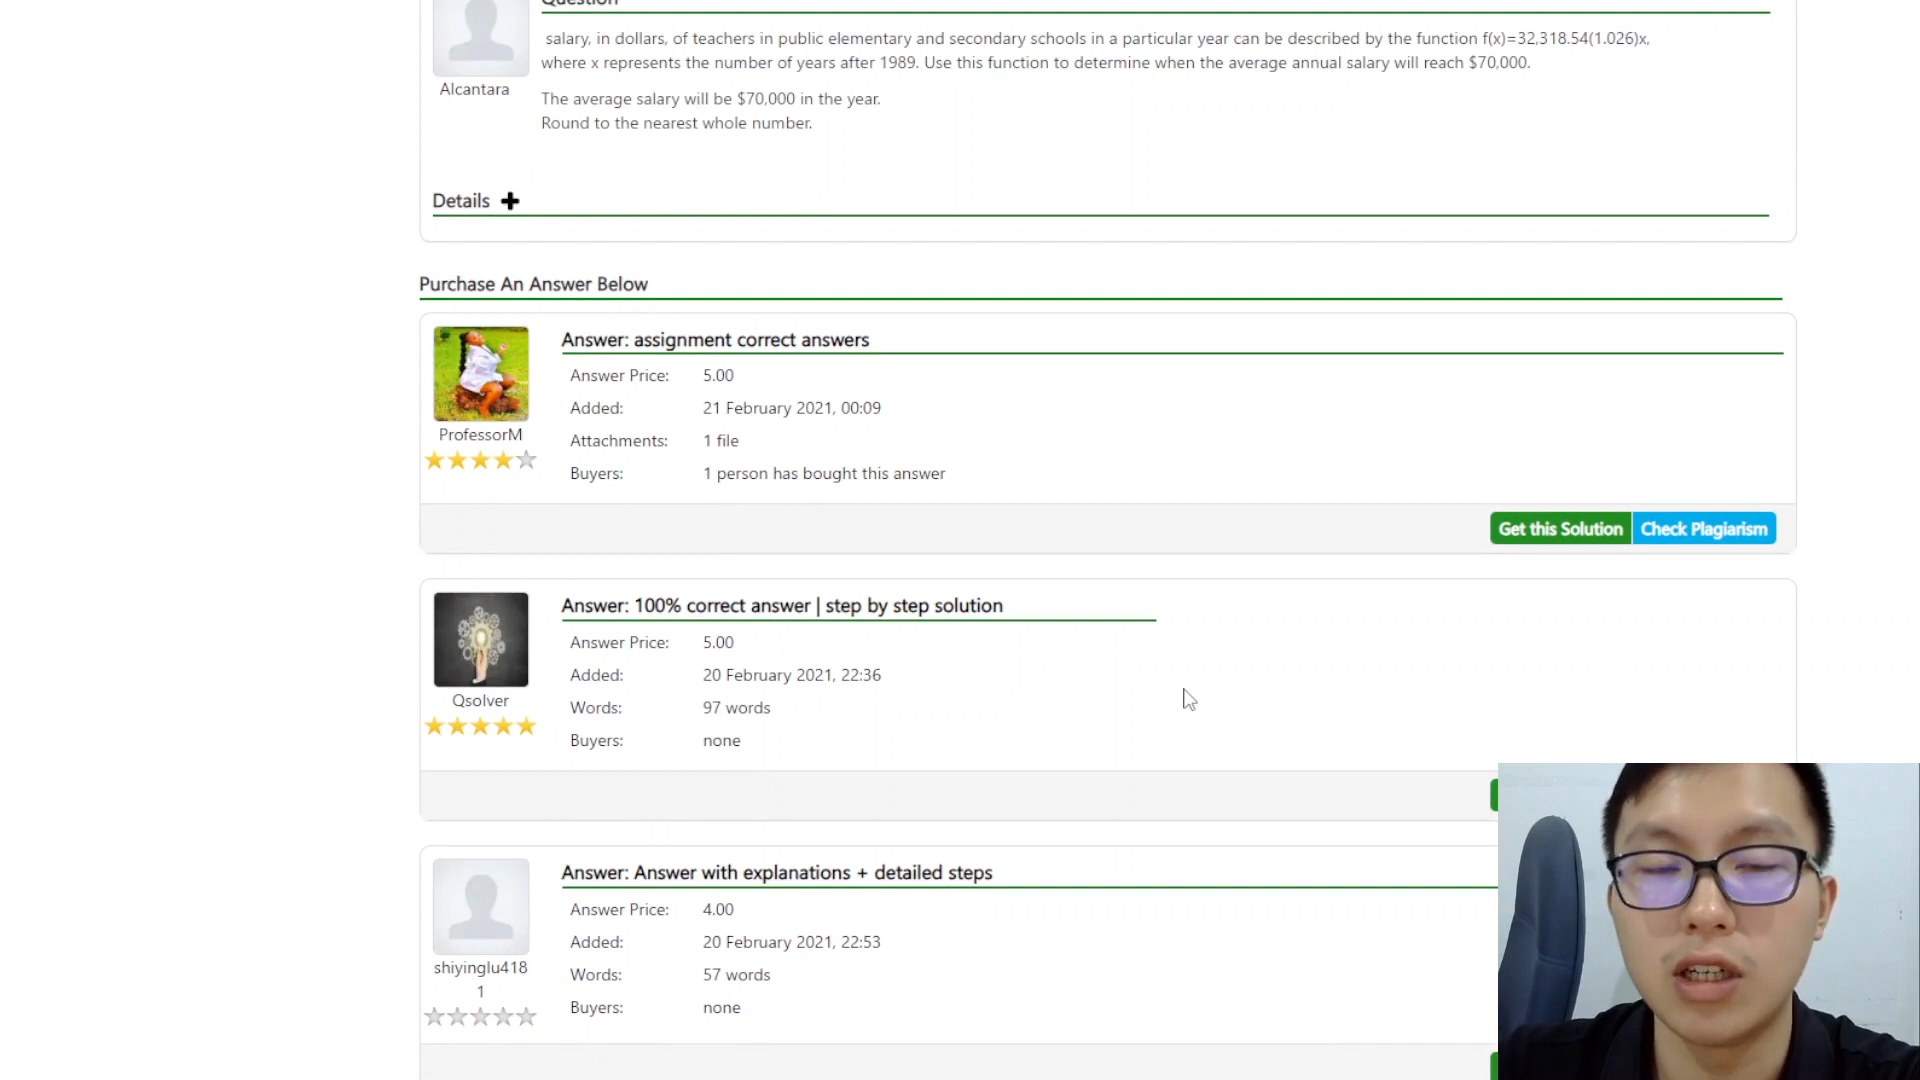 Question
salary, in dollars, of teachers in public elementary and secondary schools in a particular year can be described by the function f(x)=32,318.54(1.026)x,
where x represents the number of years after 1989. Use this function to determine when the average annual salary will reach $70,000.
Alcantara
The average salary will be $70,000 in the year.
Round to the nearest whole number.
Details
Purchase An Answer Below
Answer: assignment correct answers
Answer Price: 5.00
Added: 21 February 2021, 00:09
Attachments: 1 file
Buyers: 1 person has bought this answer
ProfessorM
Get this Solution Check Plagiarism
Answer: 100% correct answer | step by step solution
Answer Price: 5.00
Added: 20 February 2021, 22:36
Words: 97 words
Buyers: none
Qsolver
Answer: Answer with explanations + detailed steps
Answer Price: 4.00
Added: 20 February 2021, 22:53
Words: 57 words
Buyers: none
shiyinglu418
1